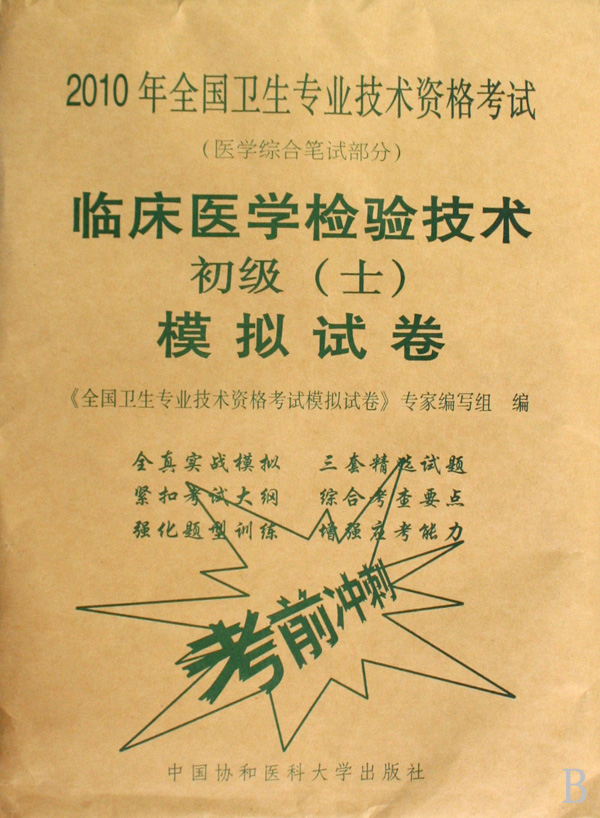 2010 年全国卫生专业技术资格考试
(医学综合笔试部分)
临床医学检验技术
初级（士）
模拟试卷
《全国卫生专业技术资格考试模拟试卷》专家编写组 编
全真实战模拟 三套精选试题
紧扣考试大纲 综合考查要点
强化题型训练 增强应考能力
考前冲刺
中国协和医科大学出版社
B